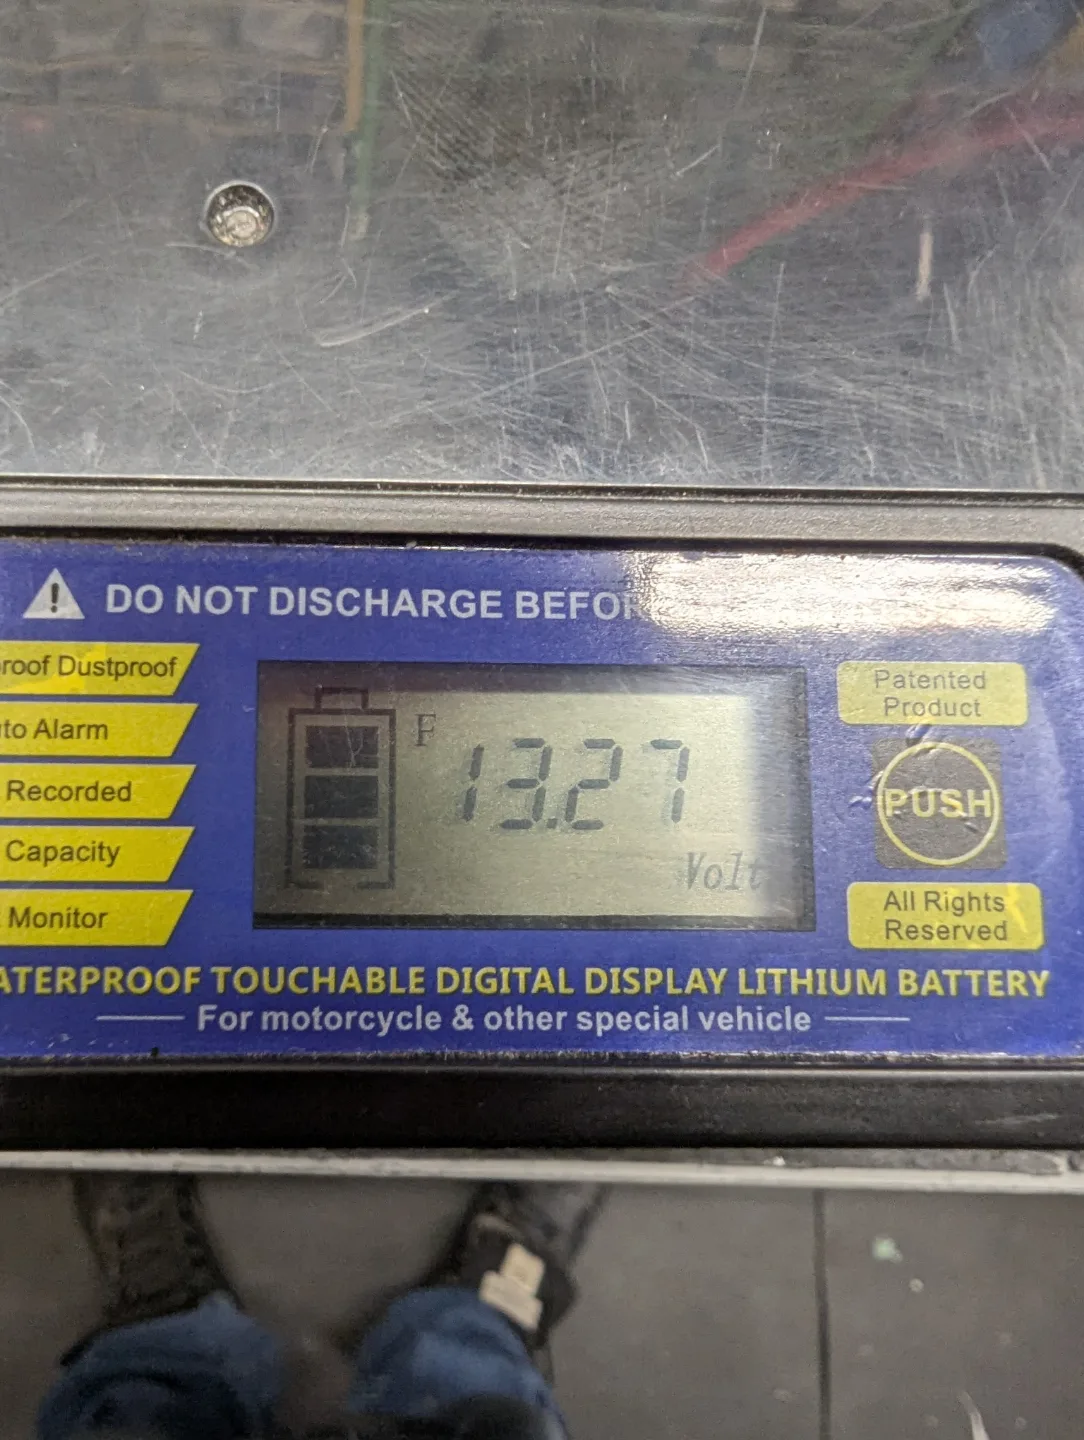 DO NOT DISCHARGE BEFOR
roof Dustproof
to Alarm
Recorded
Capacity
Monitor
F
13.27
Volt
Patented
Product
PUSH
All Rights
Reserved
ATERPROOF TOUCHABLE DIGITAL DISPLAY LITHIUM BATTERY
For motorcycle & other special vehicle